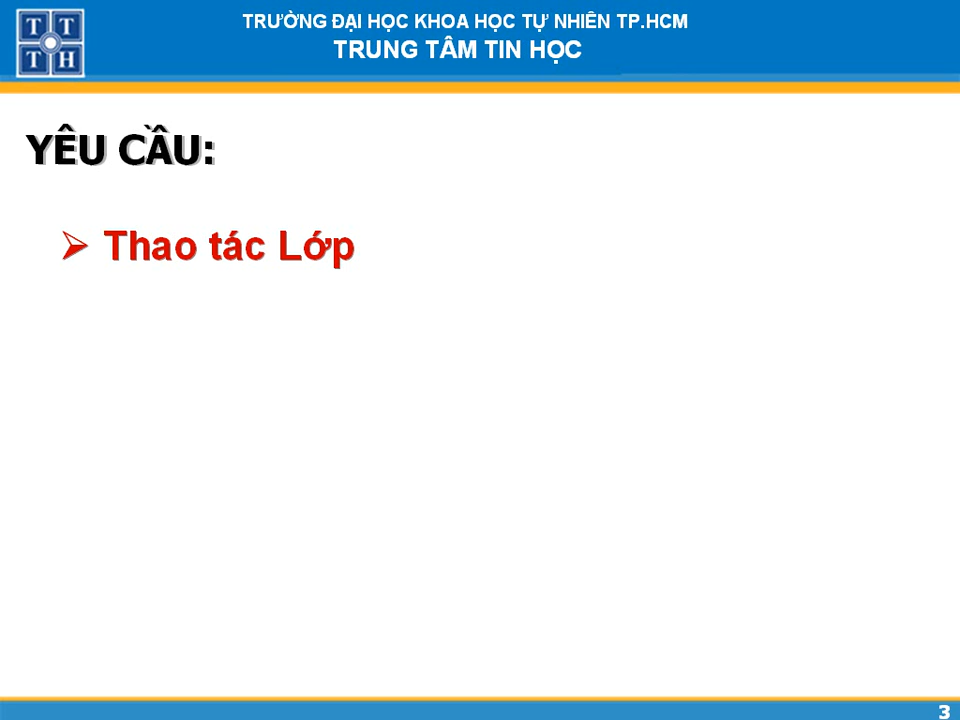 TRƯỜNG ĐẠI HỌC KHOA HỌC TỰ NHIÊN TP.HCM
TRUNG TÂM TIN HỌC
T T
T H
YÊU CẦU:
Thao tác Lớp
3